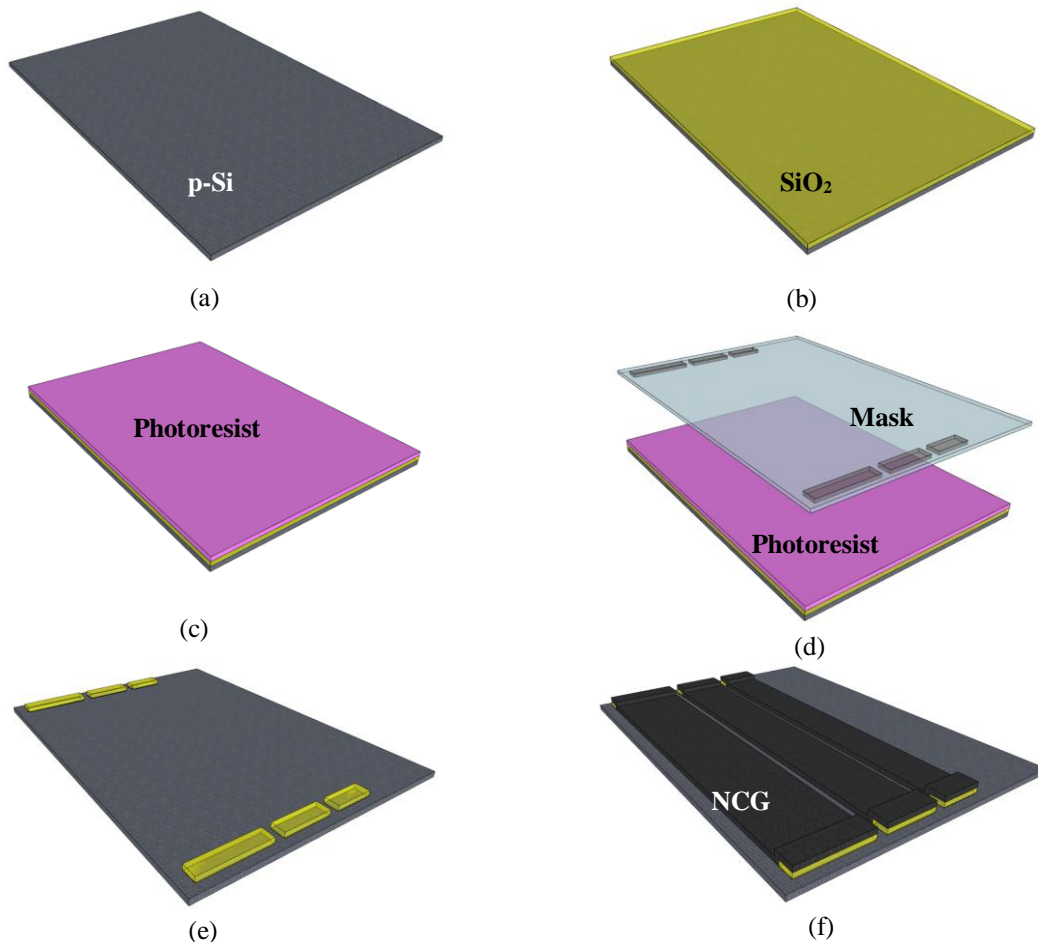 p-Si
SiO₂
(a)
(b)
Photoresist
Mask
Photoresist
(c)
(d)
NCG
(e)
(f)